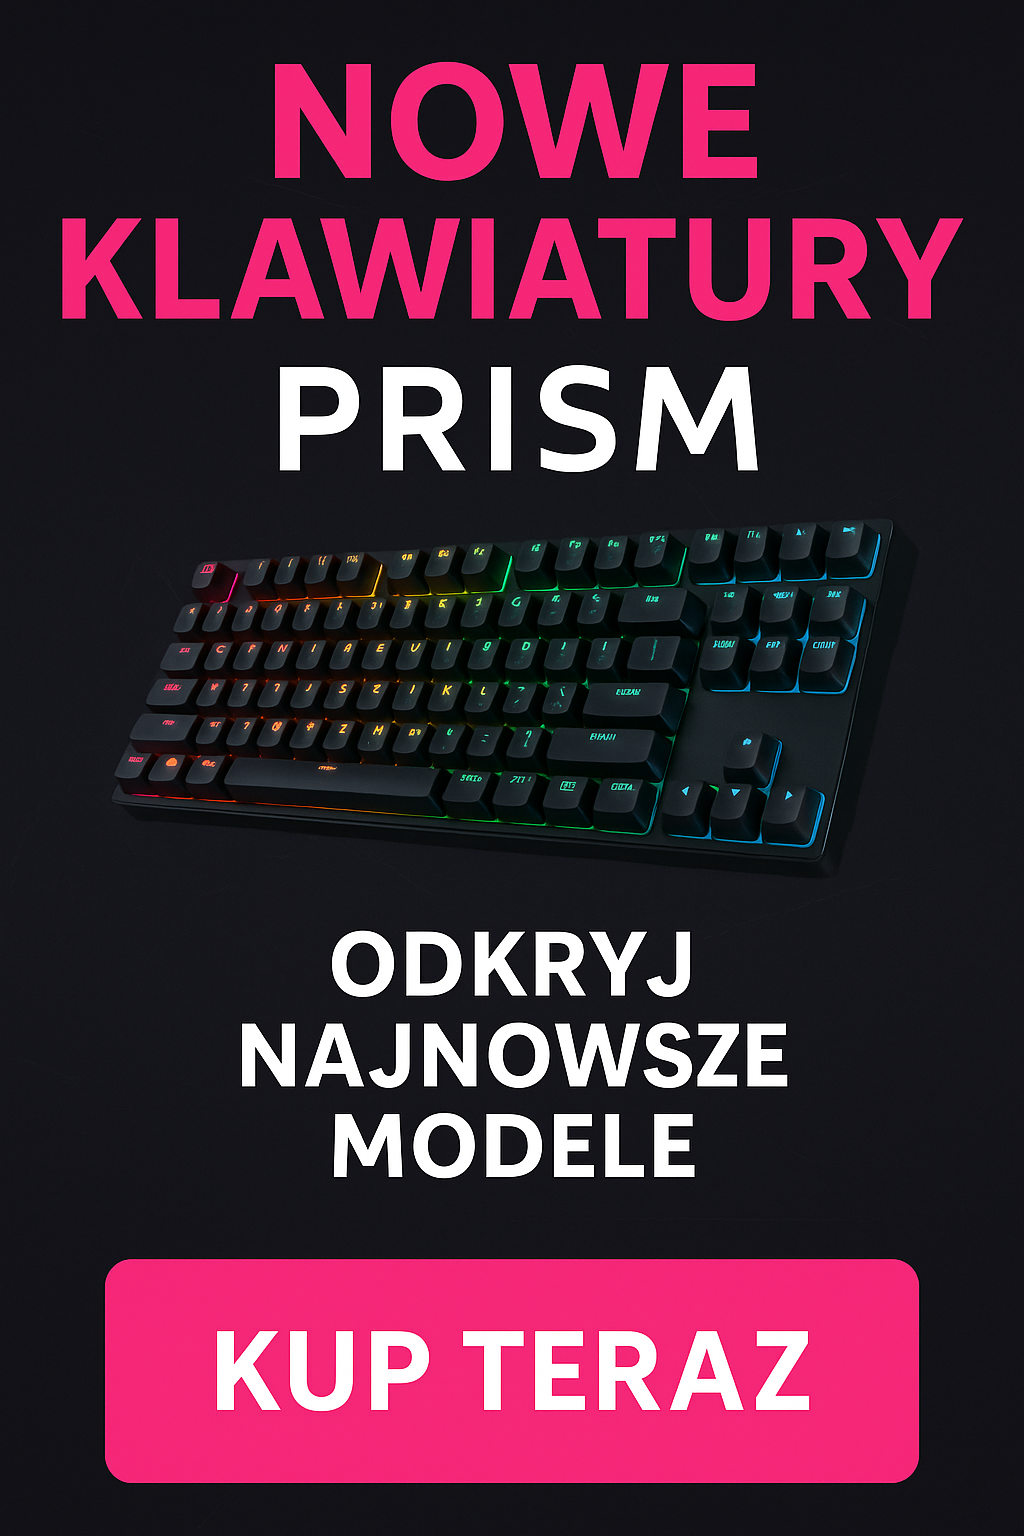 NOWE
KLAWIATURY
PRISM
ODKRYJ
NAJNOWSZE
MODELE
KUP TERAZ